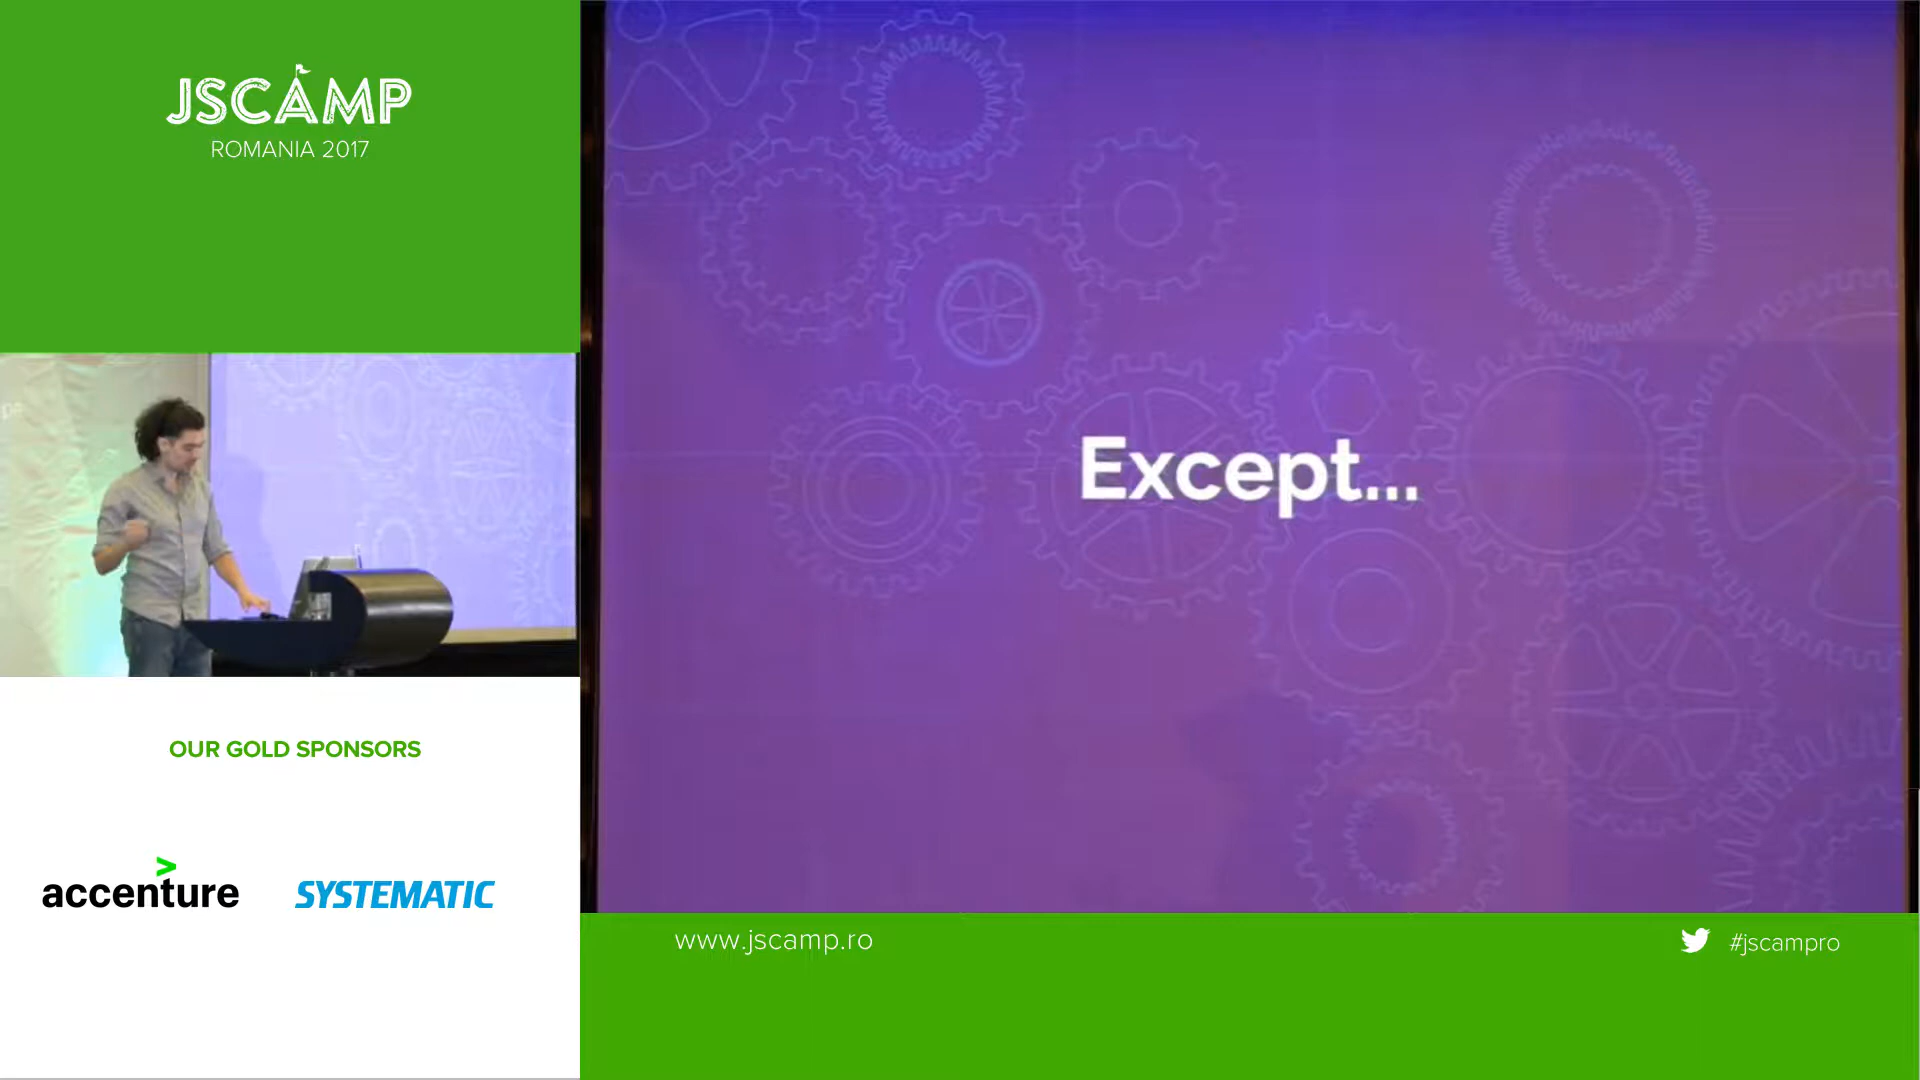 JSCAMP
ROMANIA 2017
Except...
OUR GOLD SPONSORS
accenture
SYSTEMATIC
www.jscamp.ro
#jscampro